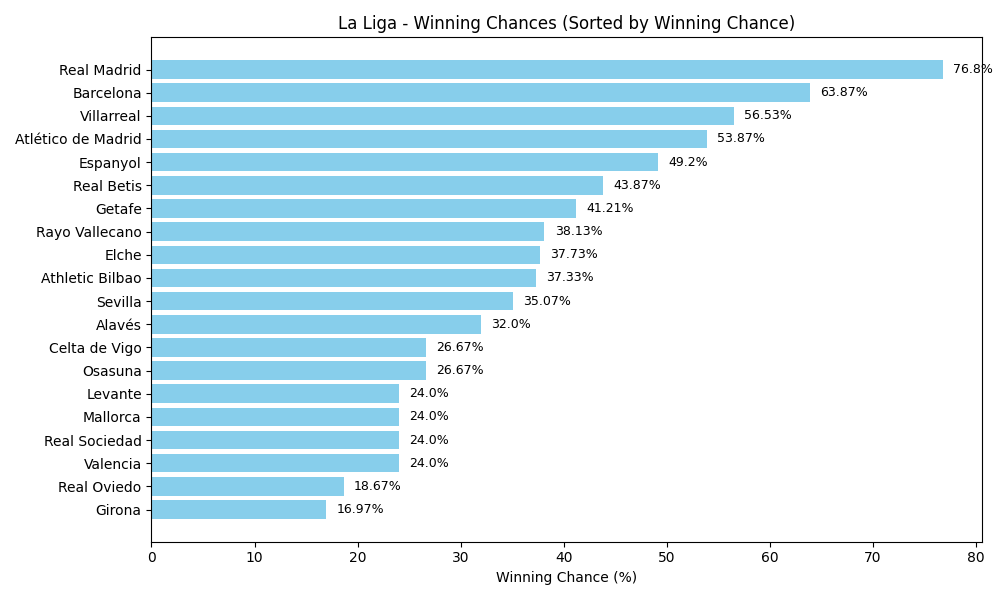 La Liga - Winning Chances (Sorted by Winning Chance)
Real Madrid 76.8%
Barcelona 63.87%
Villarreal 56.53%
Atlético de Madrid 53.87%
Espanyol 49.2%
Real Betis 43.87%
Getafe 41.21%
Rayo Vallecano 38.13%
Elche 37.73%
Athletic Bilbao 37.33%
Sevilla 35.07%
Alavés 32.0%
Celta de Vigo 26.67%
Osasuna 26.67%
Levante 24.0%
Mallorca 24.0%
Real Sociedad 24.0%
Valencia 24.0%
Real Oviedo 18.67%
Girona 16.97%
0 10 20 30 40 50 60 70 80
Winning Chance (%)